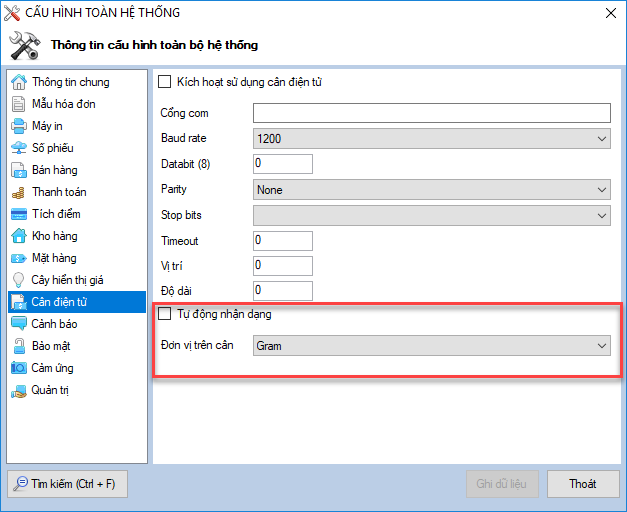 CẤU HÌNH TOÀN HỆ THỐNG
Thông tin cấu hình toàn bộ hệ thống
Thông tin chung
Mẫu hóa đơn
Máy in
Số phiếu
Bán hàng
Thanh toán
Tích điểm
Kho hàng
Mặt hàng
Cây hiển thị giá
Cân điện tử
Cảnh báo
Bảo mật
Cảm ứng
Quản trị
Kích hoạt sử dụng cân điện tử
Cổng com
Baud rate 1200
Databit (8) 0
Parity None
Stop bits
Timeout 0
Vị trí 0
Độ dài 0
Tự động nhận dạng
Đơn vị trên cân Gram
Tìm kiếm (Ctrl + F)
Ghi dữ liệu
Thoát